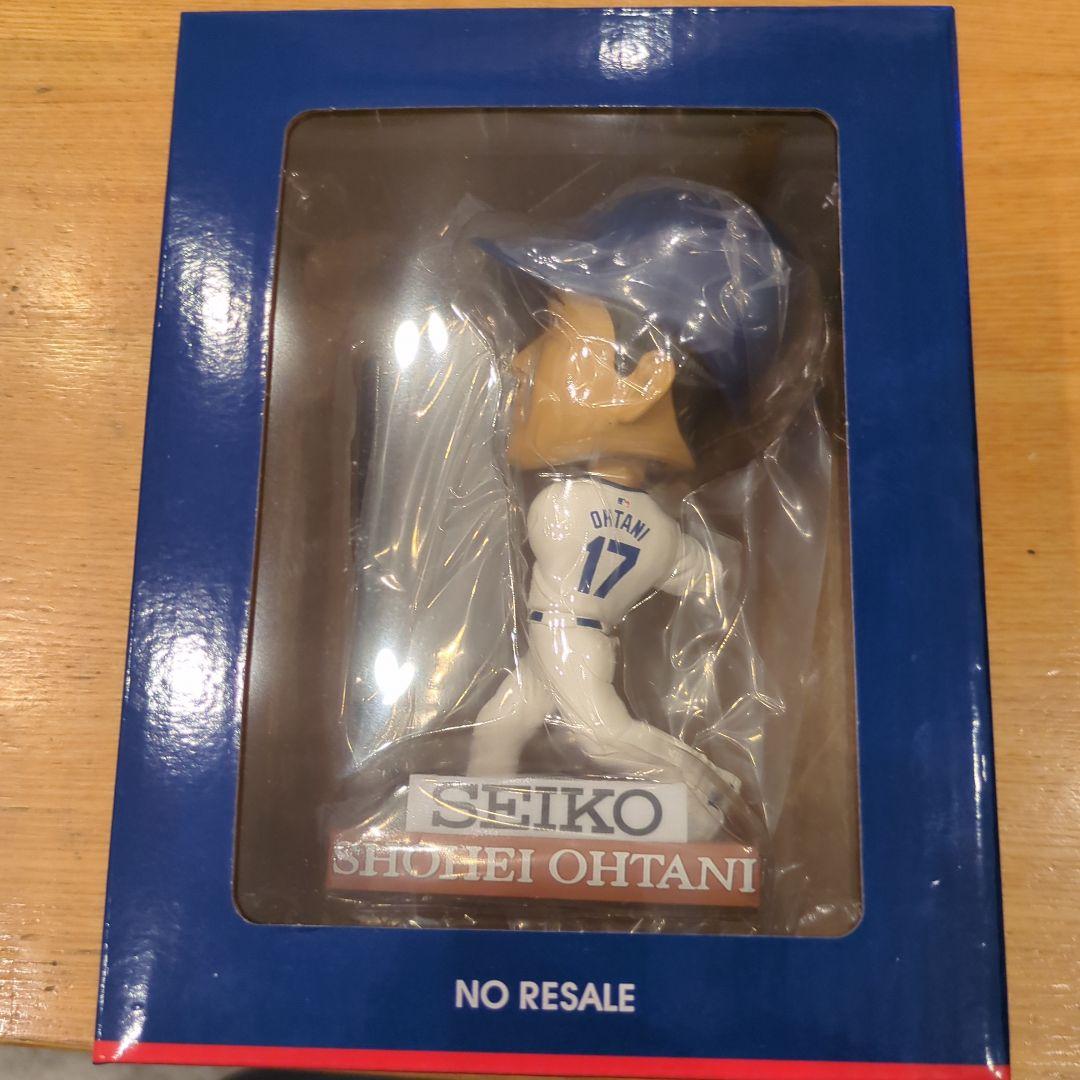 OHTANI
17
SEIKO
SHOHEI OHTANI
NO RESALE